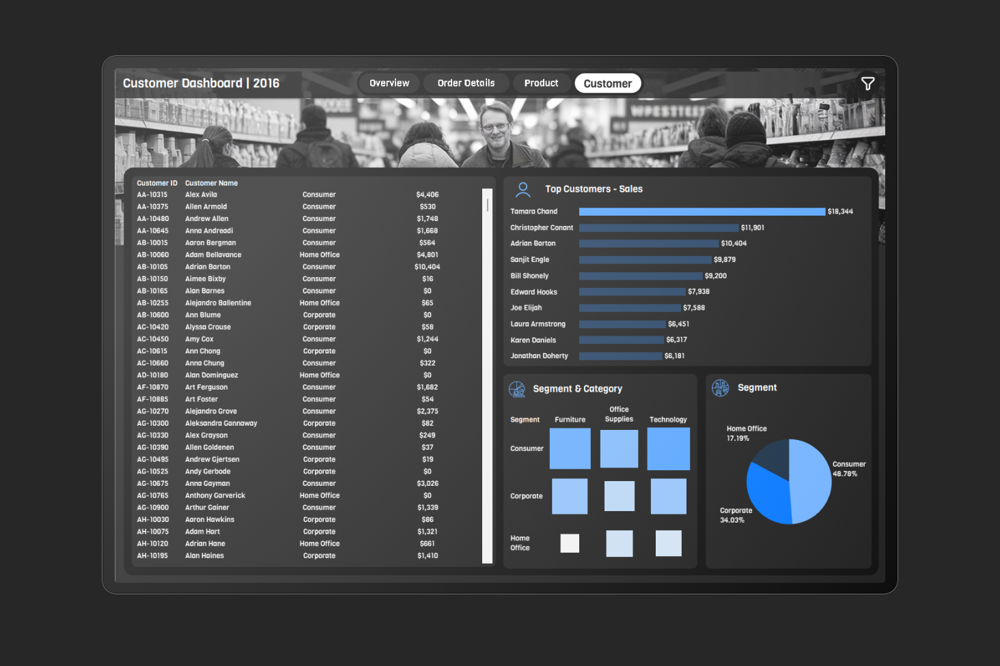 Customer Dashboard | 2016
Overview
Order Details
Product
Customer
Customer ID Customer Name
AA-10315 Alex Avila Consumer $4,406
AA-10375 Allen Armold Consumer $530
AA-10480 Andrew Allen Consumer $1,748
AA-10645 Anna Andreadi Consumer $1,668
AB-10015 Aaron Bergman Consumer $564
AB-10060 Adam Bellavance Home Office $4,801
AB-10105 Adrian Barton Consumer $10,404
AB-10150 Aimee Bixby Consumer $16
AB-10165 Alan Barnes Consumer $0
AB-10255 Alejandro Ballentine Home Office $65
AB-10600 Ann Blume Corporate $0
AC-10420 Alyssa Crouse Corporate $58
AC-10450 Amy Cox Consumer $1,244
AC-10615 Ann Chong Corporate $0
AC-10660 Anna Chung Consumer $322
AD-10180 Alan Dominguez Home Office $0
AF-10870 Art Ferguson Consumer $1,682
AF-10885 Art Foster Consumer $54
AG-10270 Alejandro Grove Consumer $2,375
AG-10300 Aleksandra Gannaway Corporate $82
AG-10330 Alex Grayson Consumer $249
AG-10390 Allen Goldenen Consumer $37
AG-10495 Andrew Gjertsen Corporate $19
AG-10525 Andy Gerbode Corporate $0
AG-10675 Anna Gayman Consumer $3,026
AG-10765 Anthony Garverick Home Office $0
AG-10900 Arthur Gainer Consumer $1,339
AH-10030 Aaron Hawkins Corporate $86
AH-10075 Adam Hart Corporate $1,321
AH-10120 Adrian Hane Home Office $661
AH-10195 Alan Haines Corporate $1,410
Top Customers - Sales
Tamara Chand $18,344
Christopher Conant $11,901
Adrian Barton $10,404
Sanjit Engle $9,879
Bill Shonely $9,200
Edward Hooks $7,938
Joe Elijah $7,588
Laura Armstrong $6,451
Karen Daniels $6,317
Jonathan Doherty $6,181
Segment & Category
Segment Furniture Office Supplies Technology
Consumer
Corporate
Home
Office
Segment
Home Office
17.19%
Consumer
48.78%
Corporate
34.03%